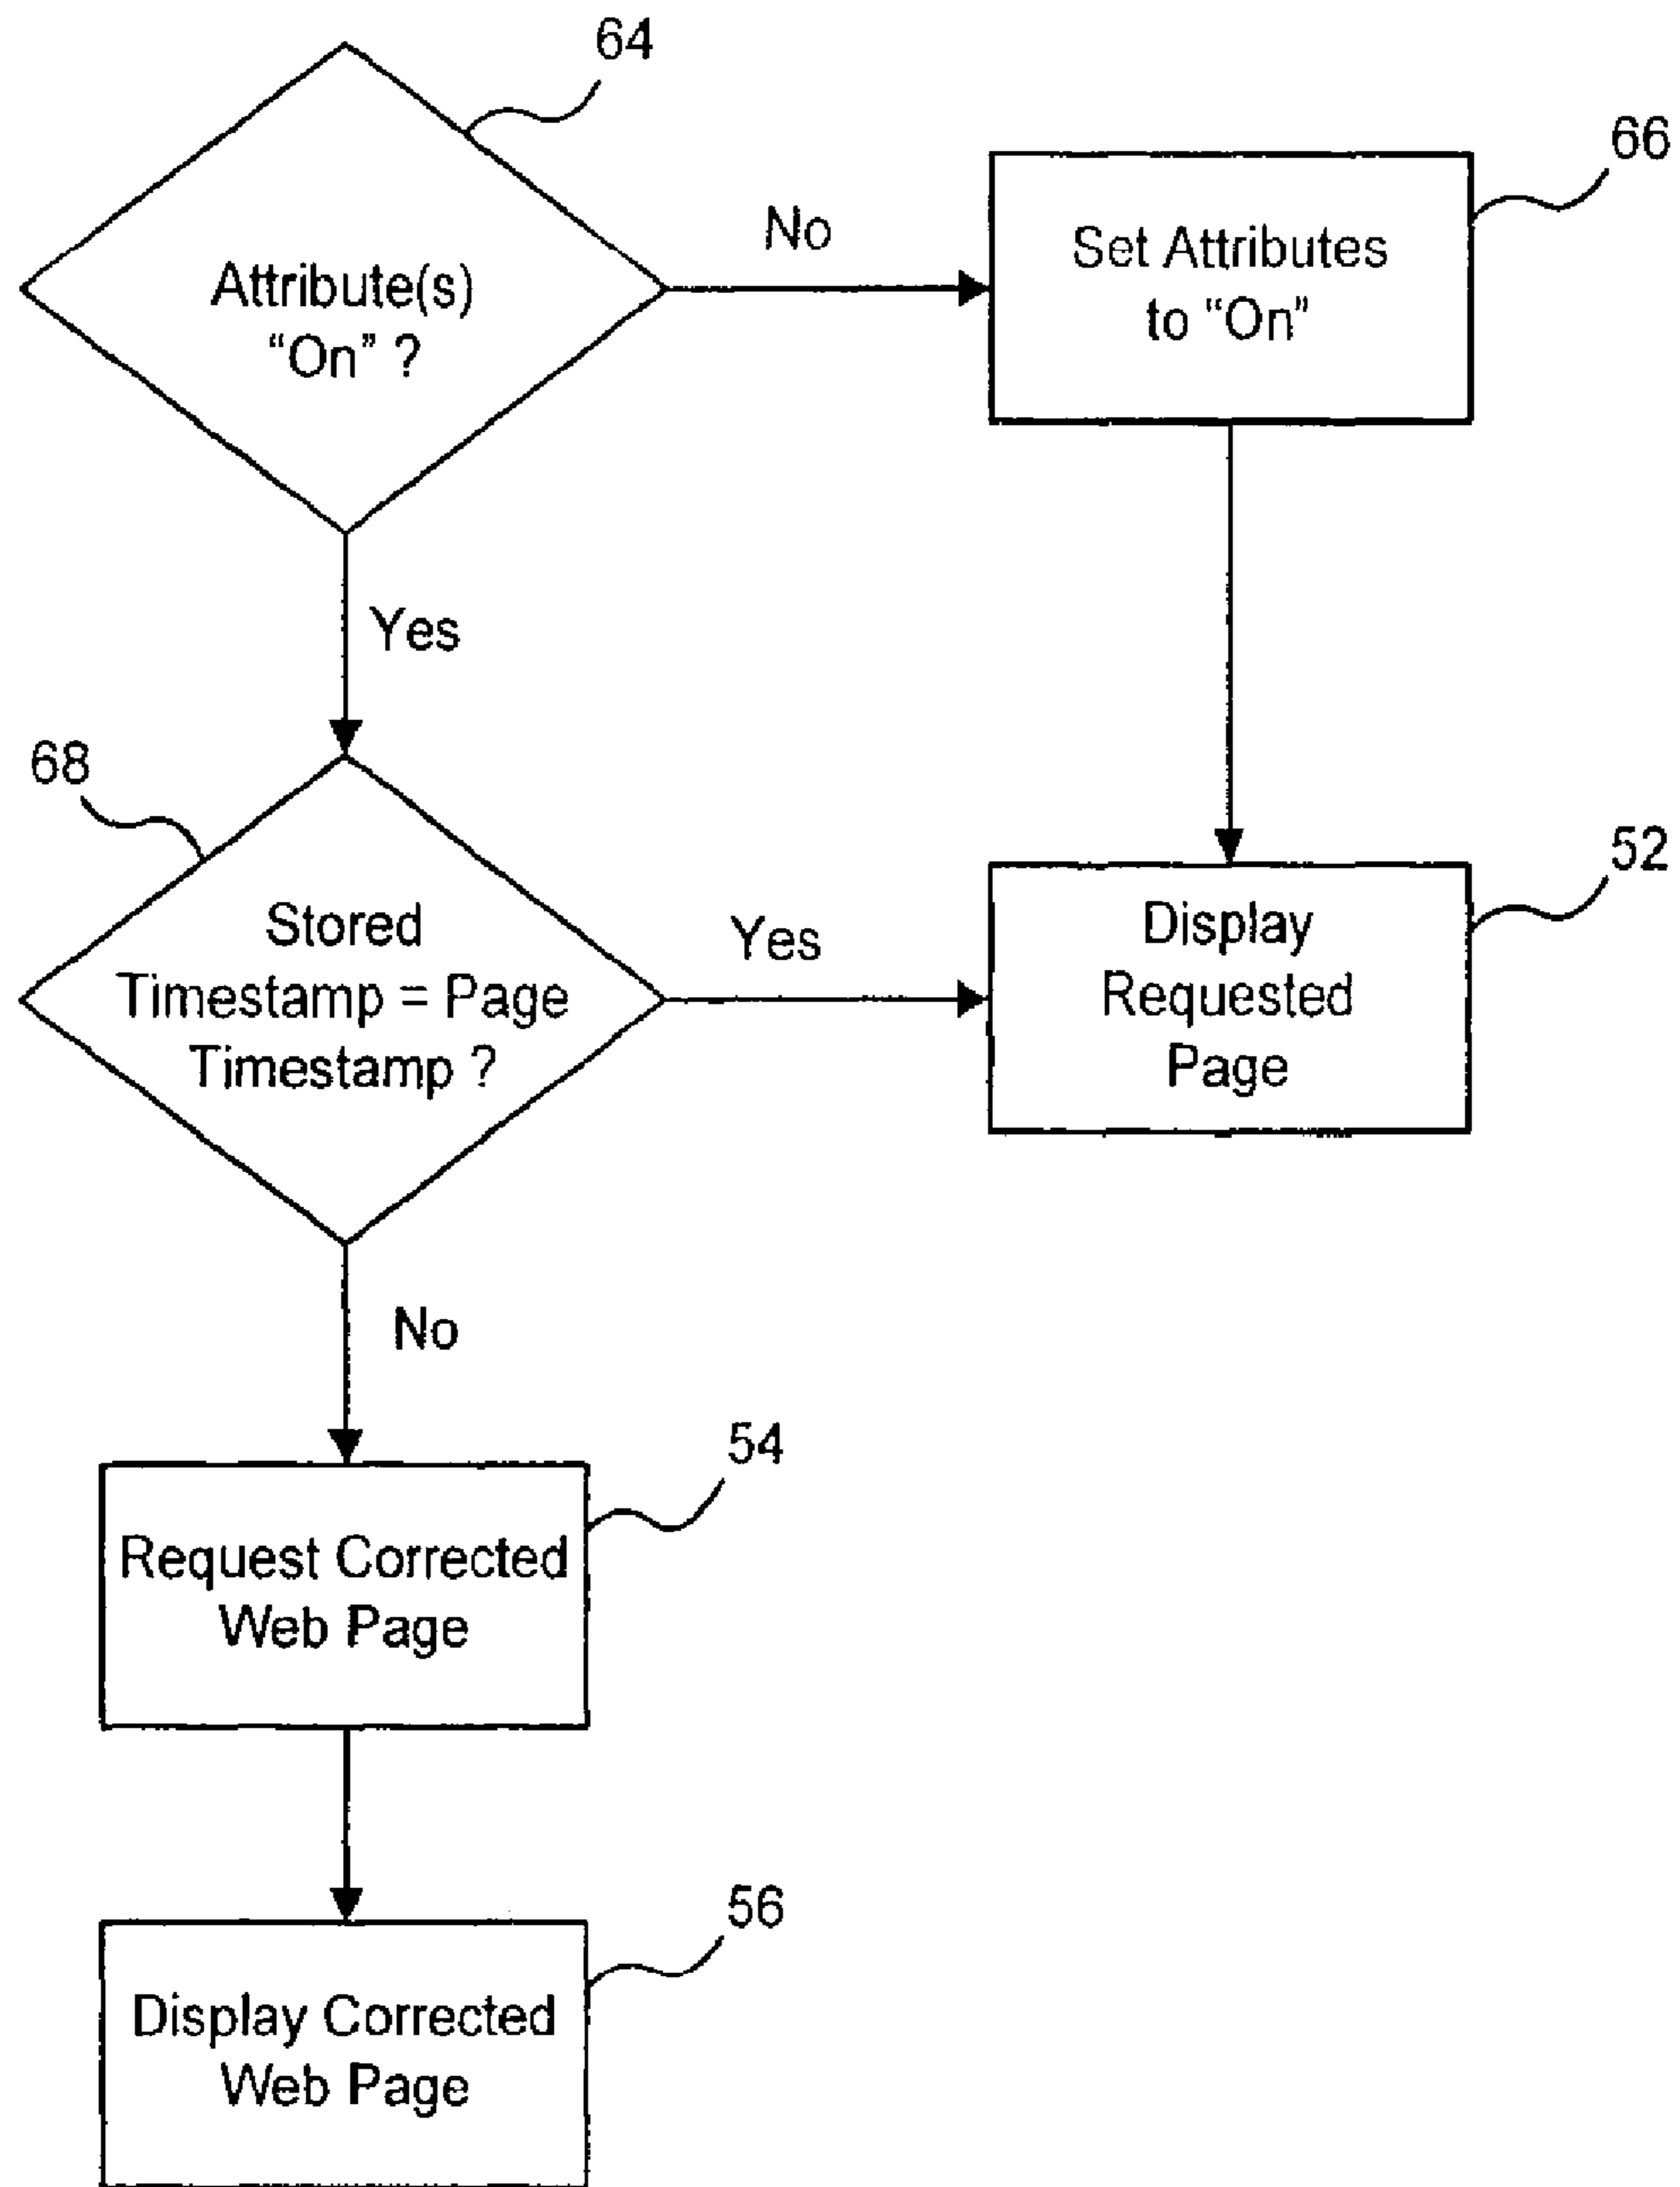 64
Attribute(s)
“On” ?
No
66
Set Attributes
to “On”
Yes
68
Stored
Timestamp = Page
Timestamp ?
Yes
52
Display
Requested
Page
No
54
Request Corrected
Web Page
56
Display Corrected
Web Page